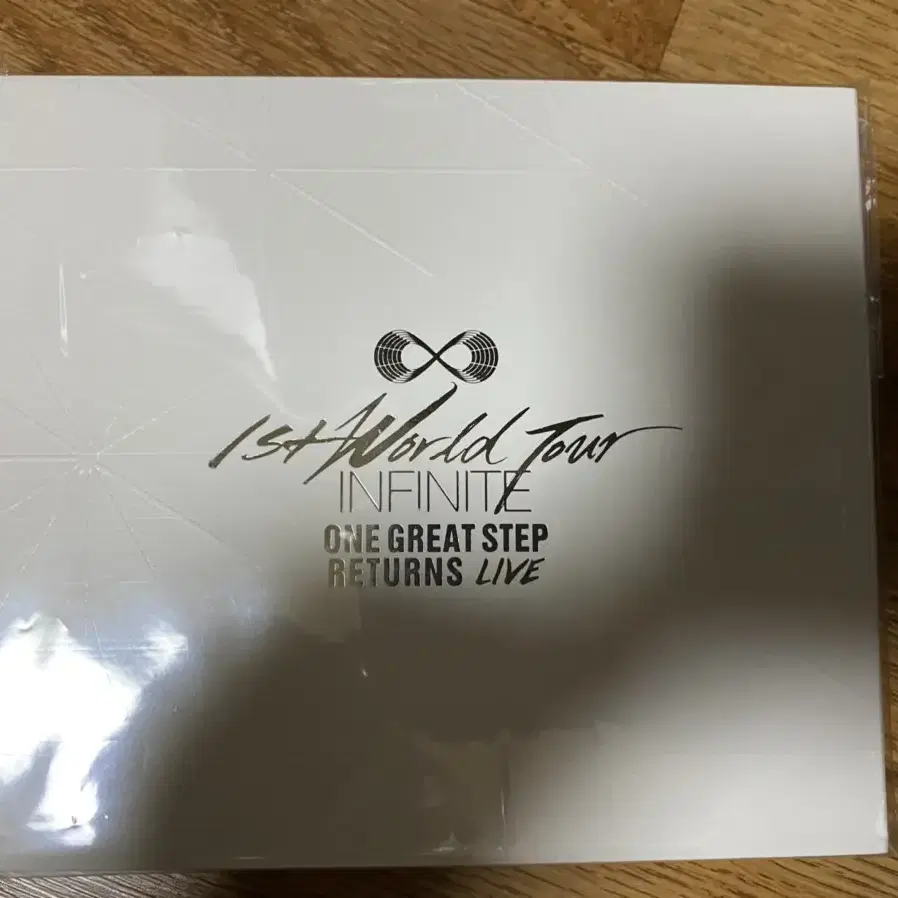 1st World Tour
INFINITE
ONE GREAT STEP
RETURNS LIVE